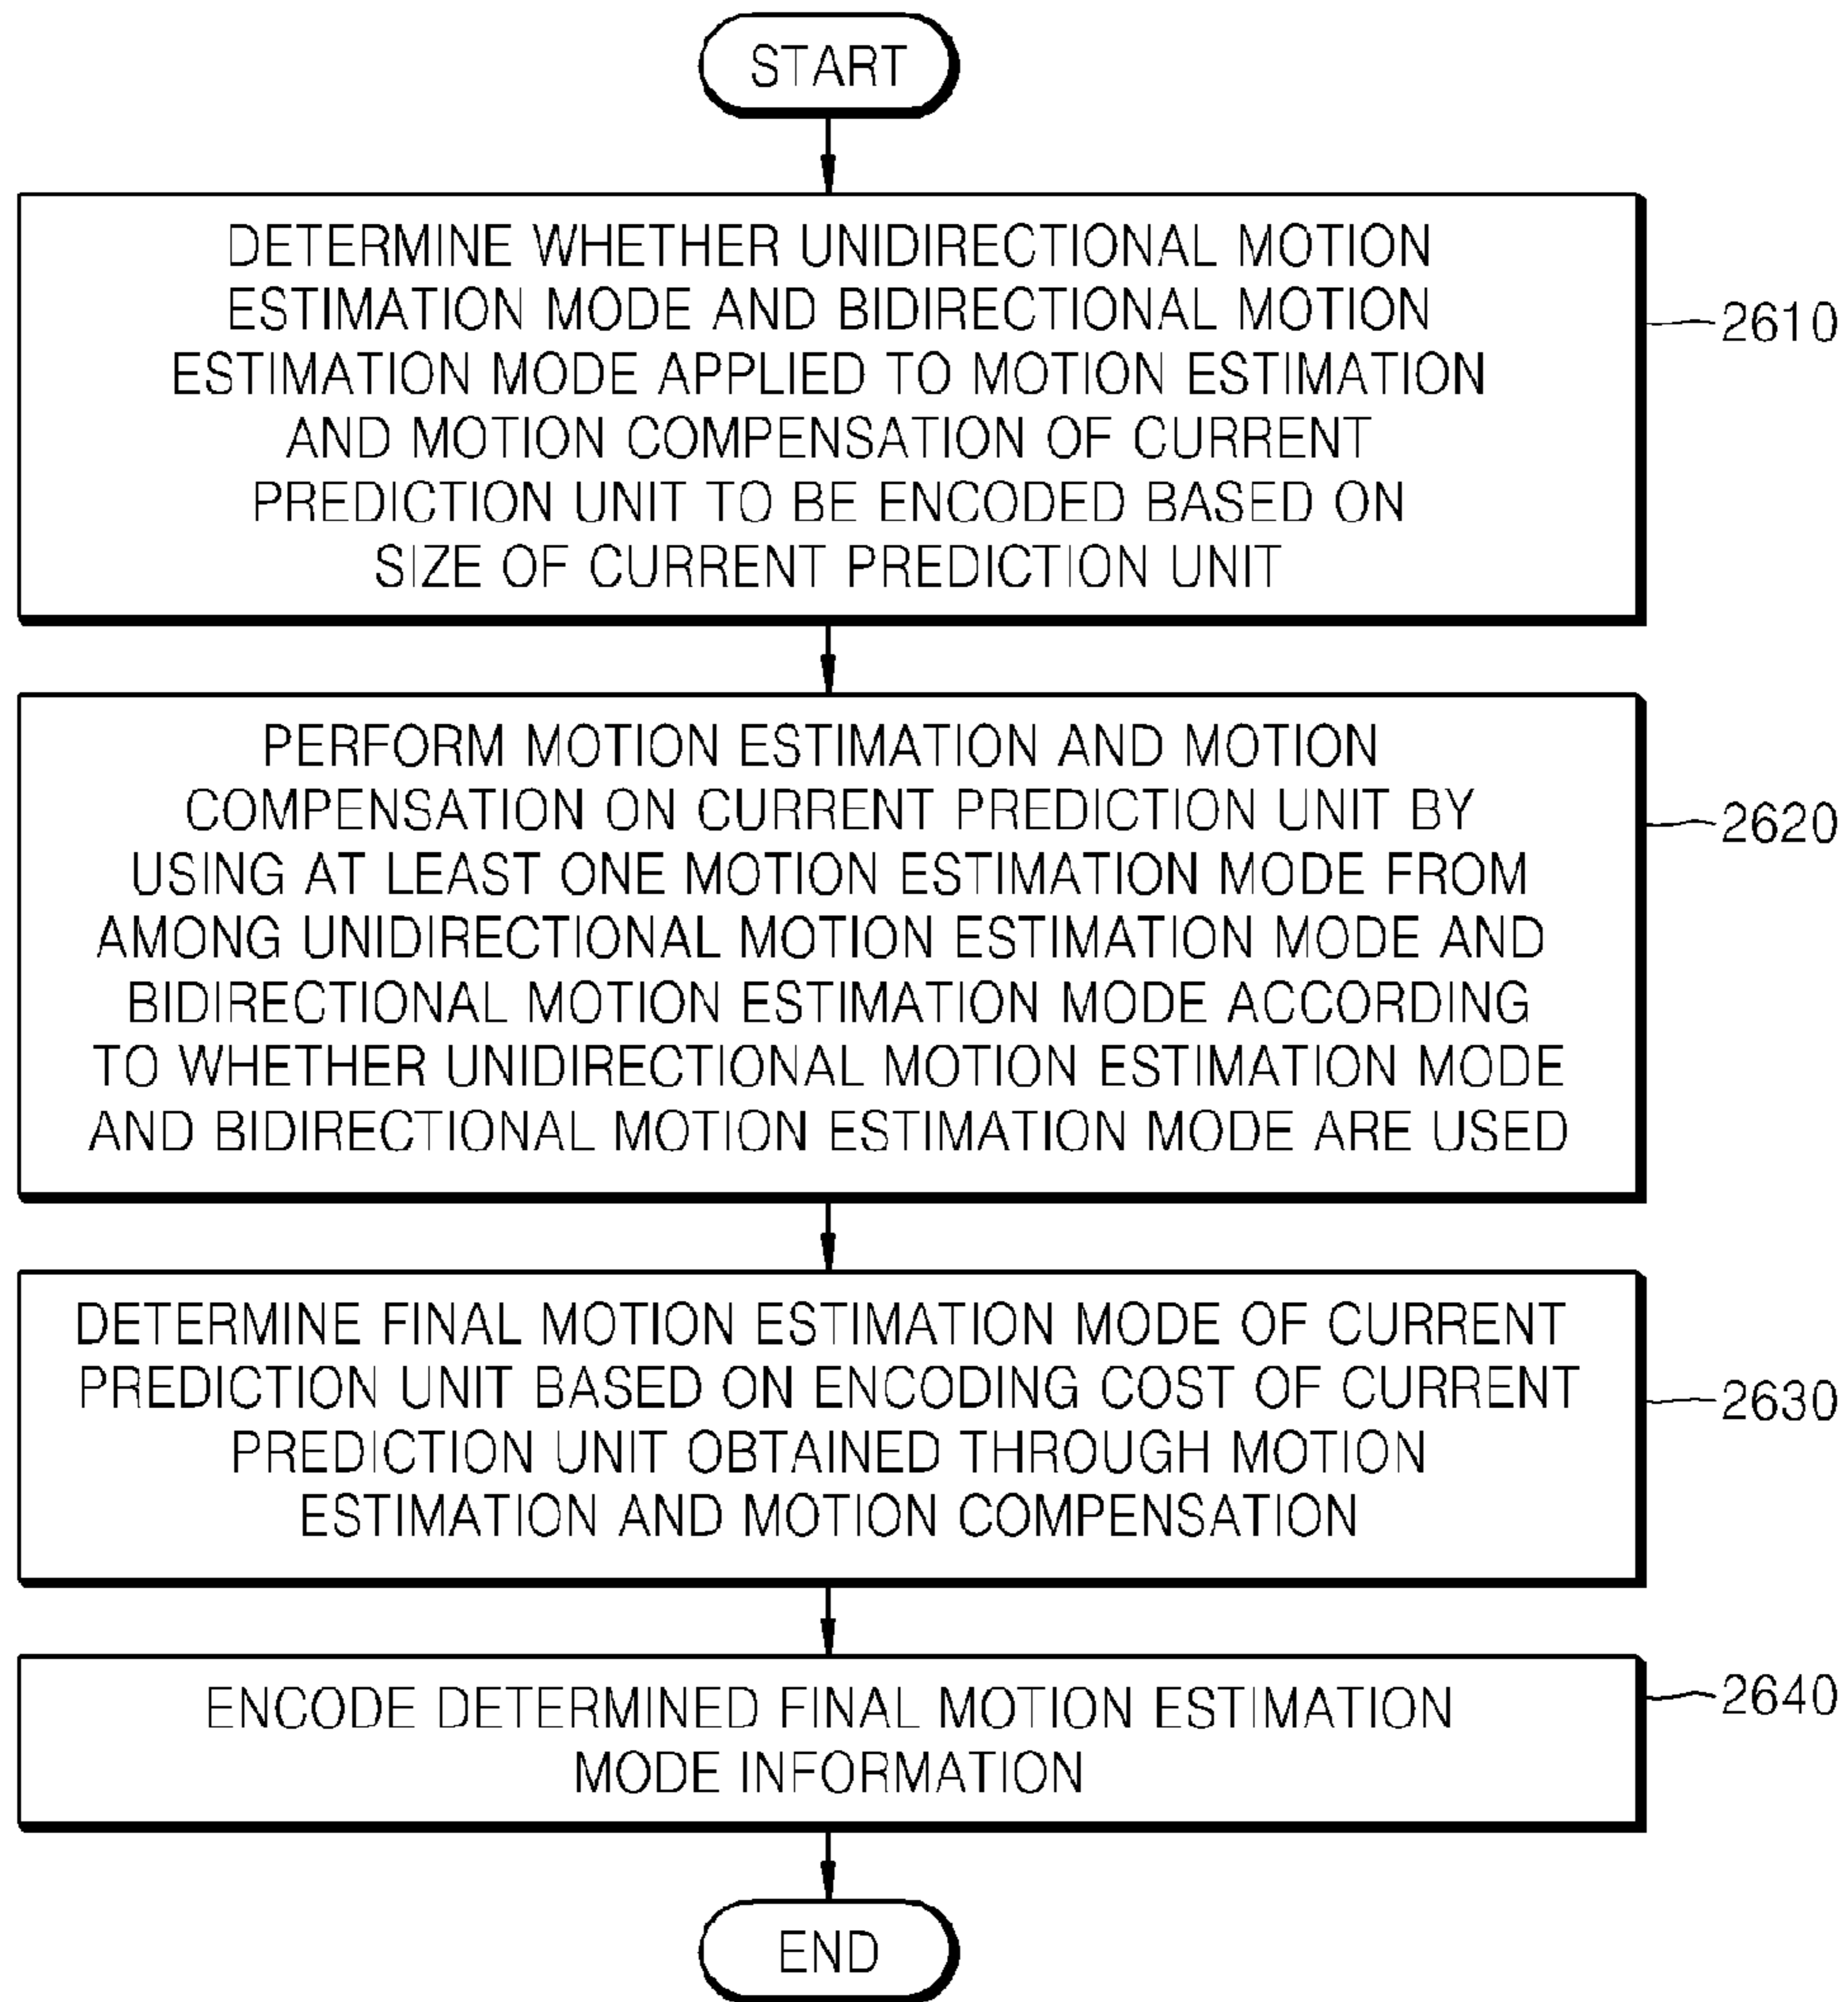 START
DETERMINE WHETHER UNIDIRECTIONAL MOTION
ESTIMATION MODE AND BIDIRECTIONAL MOTION
ESTIMATION MODE APPLIED TO MOTION ESTIMATION
AND MOTION COMPENSATION OF CURRENT
PREDICTION UNIT TO BE ENCODED BASED ON
SIZE OF CURRENT PREDICTION UNIT
2610
PERFORM MOTION ESTIMATION AND MOTION
COMPENSATION ON CURRENT PREDICTION UNIT BY
USING AT LEAST ONE MOTION ESTIMATION MODE FROM
AMONG UNIDIRECTIONAL MOTION ESTIMATION MODE AND
BIDIRECTIONAL MOTION ESTIMATION MODE ACCORDING
TO WHETHER UNIDIRECTIONAL MOTION ESTIMATION MODE
AND BIDIRECTIONAL MOTION ESTIMATION MODE ARE USED
2620
DETERMINE FINAL MOTION ESTIMATION MODE OF CURRENT
PREDICTION UNIT BASED ON ENCODING COST OF CURRENT
PREDICTION UNIT OBTAINED THROUGH MOTION
ESTIMATION AND MOTION COMPENSATION
2630
ENCODE DETERMINED FINAL MOTION ESTIMATION
MODE INFORMATION
2640
END